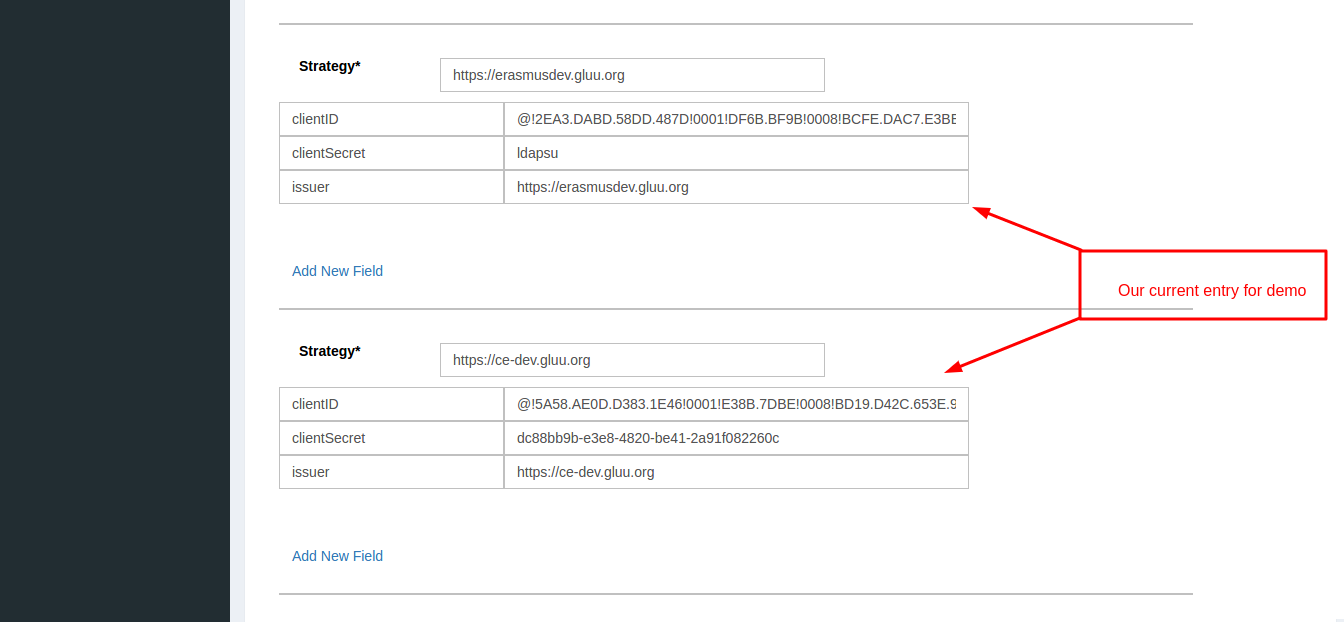 Strategy*
https://erasmusdev.gluu.org
clientID
@!2EA3.DABD.58DD.487D!0001!DF6B.BF9B!0008!BCFE.DAC7.E3BE
clientSecret
ldapsu
issuer
https://erasmusdev.gluu.org
Add New Field
Our current entry for demo
Strategy*
https://ce-dev.gluu.org
clientID
@!5A58.AE0D.D383.1E46!0001!E38B.7DBE!0008!BD19.D42C.653E.9
clientSecret
dc88bb9b-e3e8-4820-be41-2a91f082260c
issuer
https://ce-dev.gluu.org
Add New Field